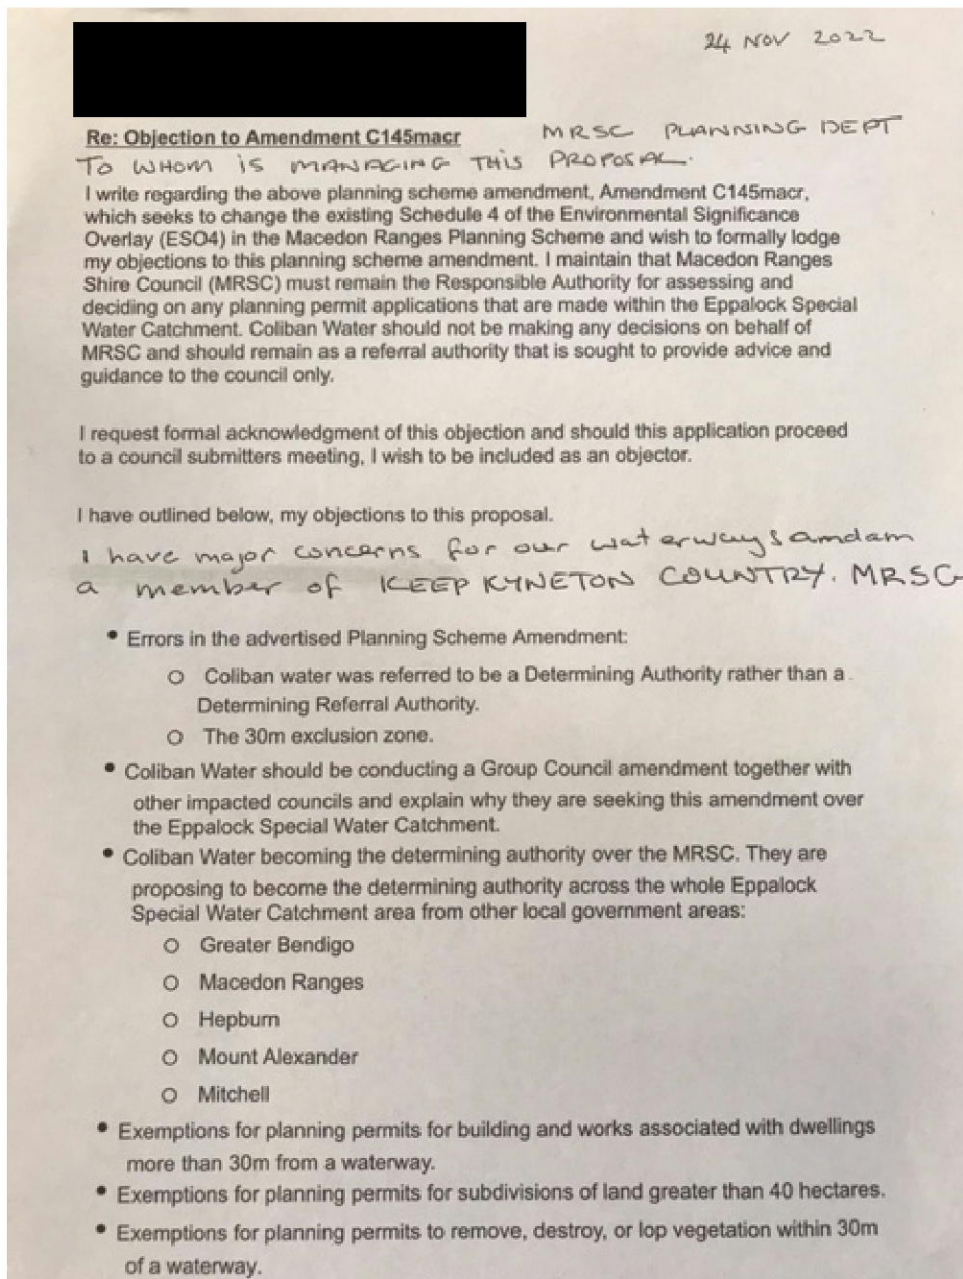 24 NOV 2022
Re: Objection to Amendment C145macr MRSC PLANNING DEPT
TO WHOM IS MANAGING THIS PROPOSAL.
I write regarding the above planning scheme amendment, Amendment C145macr,
which seeks to change the existing Schedule 4 of the Environmental Significance
Overlay (ESO4) in the Macedon Ranges Planning Scheme and wish to formally lodge
my objections to this planning scheme amendment. I maintain that Macedon Ranges
Shire Council (MRSC) must remain the Responsible Authority for assessing and
deciding on any planning permit applications that are made within the Eppalock Special
Water Catchment. Coliban Water should not be making any decisions on behalf of
MRSC and should remain as a referral authority that is sought to provide advice and
guidance to the council only.
I request formal acknowledgment of this objection and should this application proceed
to a council submitters meeting, I wish to be included as an objector.
I have outlined below, my objections to this proposal.
I have major concerns for our waterways amdam
a member of KEEP KYNETON COUNTRY. MRSG
• Errors in the advertised Planning Scheme Amendment:
O Coliban water was referred to be a Determining Authority rather than a
Determining Referral Authority.
O The 30m exclusion zone.
• Coliban Water should be conducting a Group Council amendment together with
other impacted councils and explain why they are seeking this amendment over
the Eppalock Special Water Catchment.
• Coliban Water becoming the determining authority over the MRSC. They are
proposing to become the determining authority across the whole Eppalock
Special Water Catchment area from other local government areas:
O Greater Bendigo
O Macedon Ranges
O Hepburn
O Mount Alexander
O Mitchell
• Exemptions for planning permits for building and works associated with dwellings
more than 30m from a waterway.
• Exemptions for planning permits for subdivisions of land greater than 40 hectares.
• Exemptions for planning permits to remove, destroy, or lop vegetation within 30m
of a waterway.